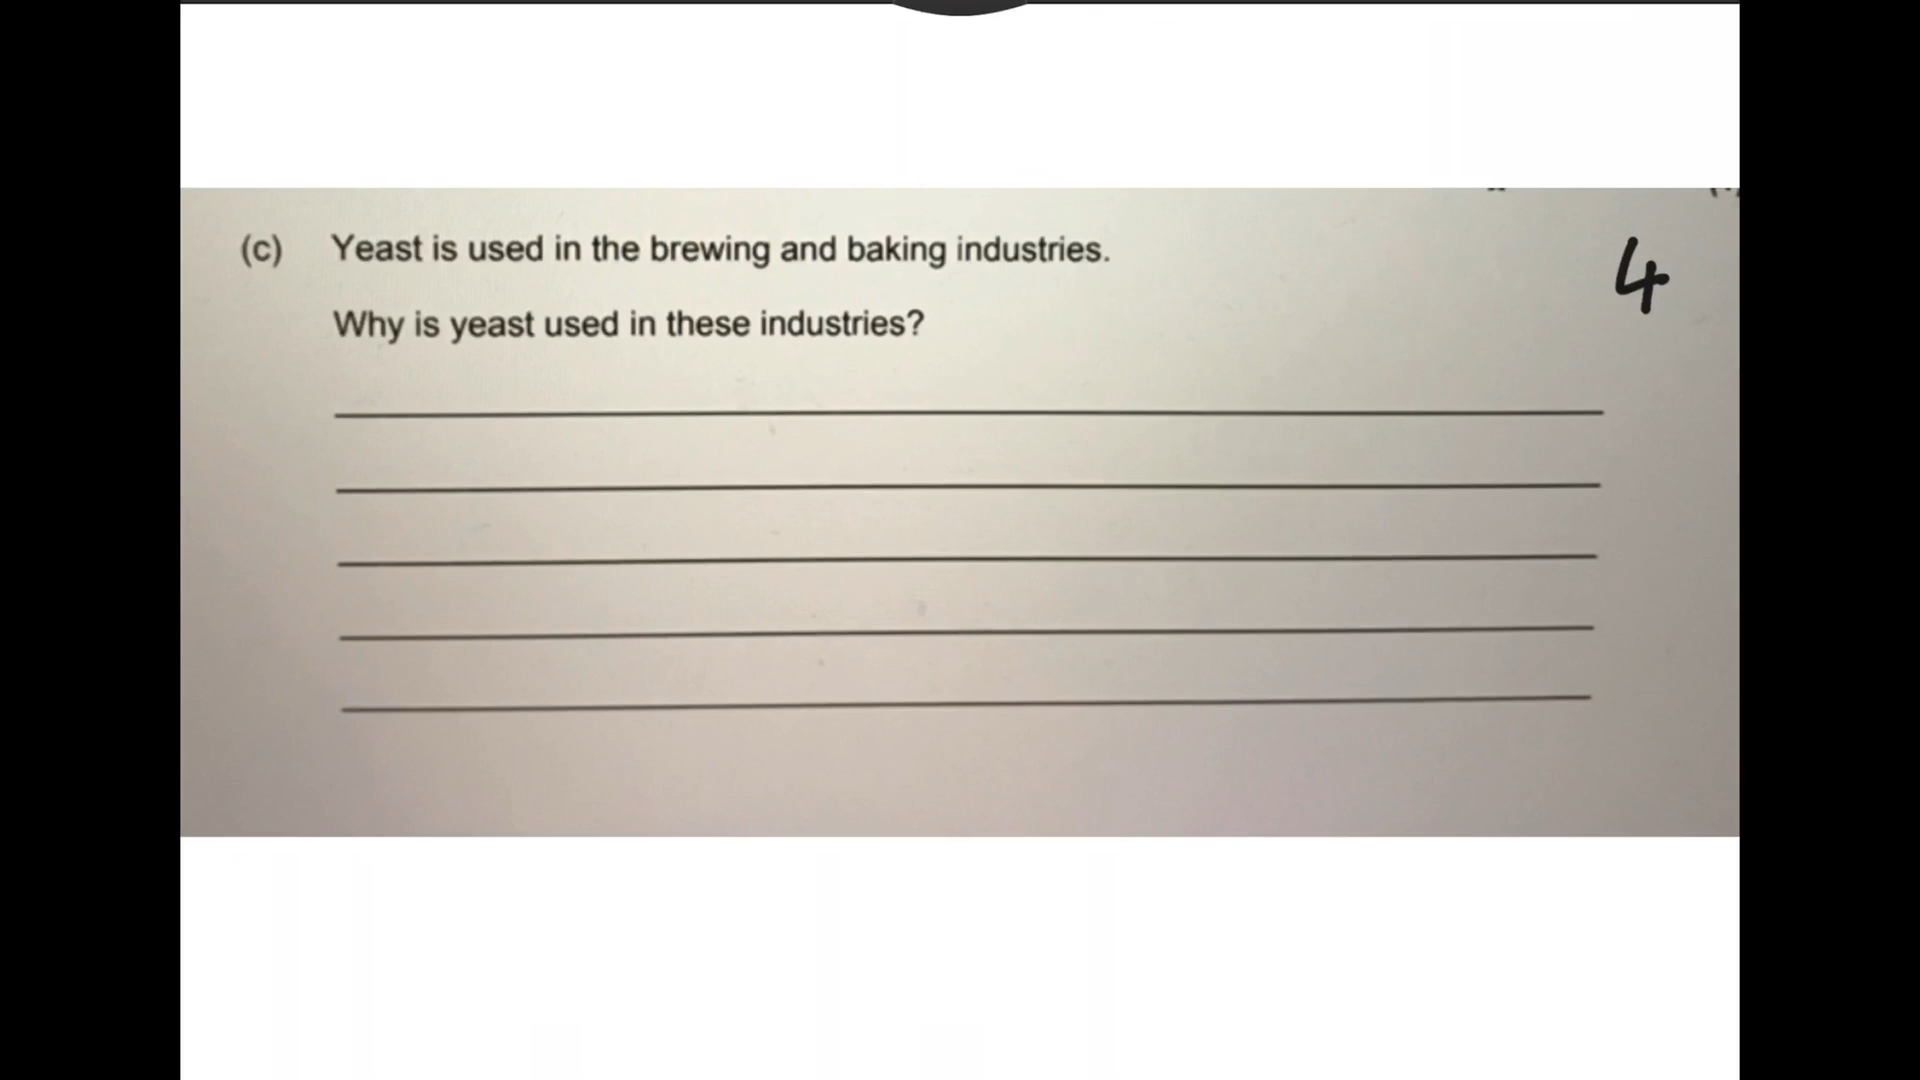 (c) Yeast is used in the brewing and baking industries.
4
Why is yeast used in these industries?